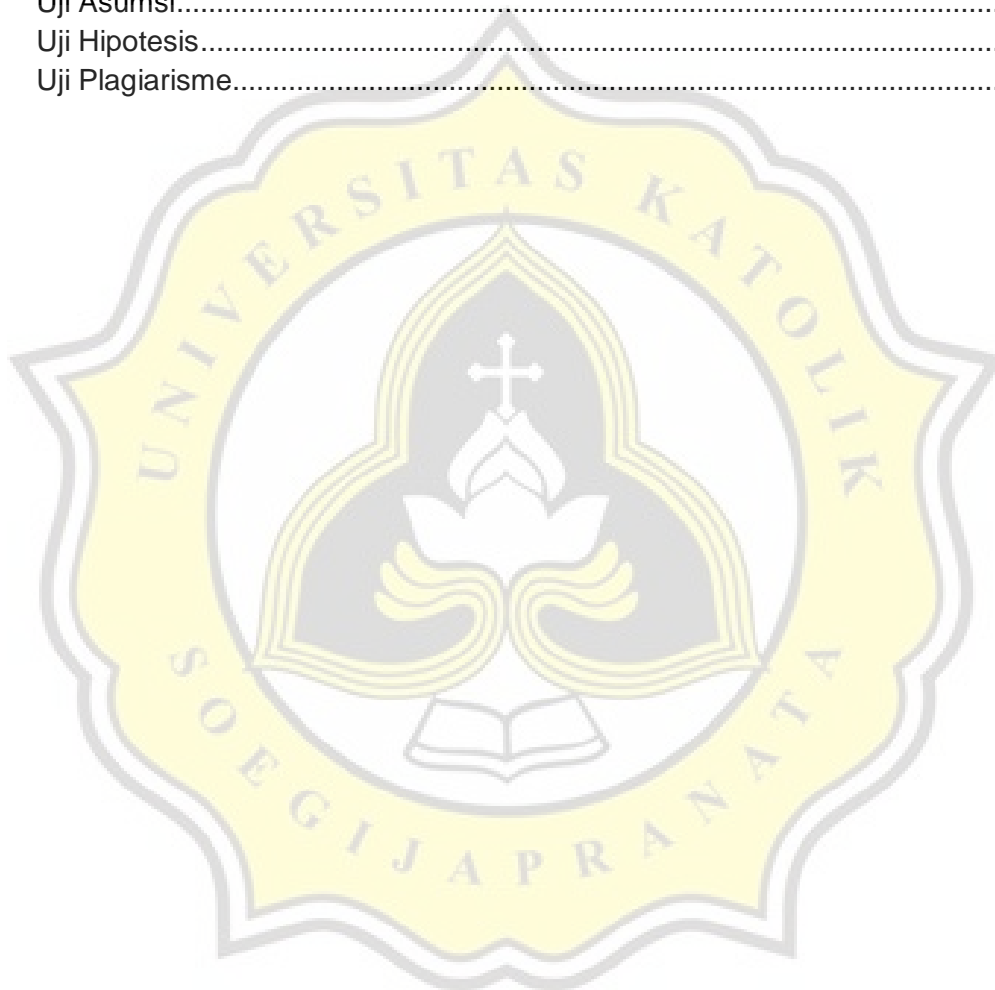 Uji Asumsi....................................................................................................
Uji Hipotesis.................................................................................................
Uji Plagiarisme.............................................................................................
UNIVERSITAS KATOLIK
SOEGIJAPRANATA